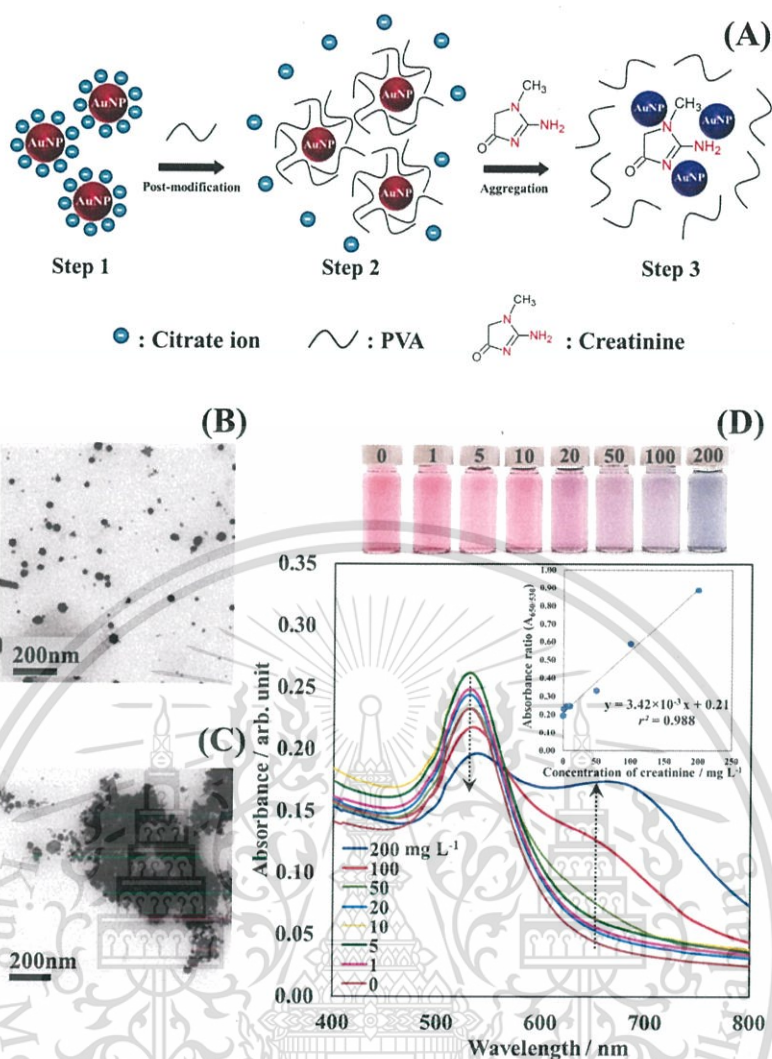 (A)
AuNP
AuNP
AuNP
Post-modification
AuNP
AuNP
AuNP
CH₃
O
N
N
NH₂
Aggregation
AuNP
CH₃
AuNP
N
O
N
NH₂
AuNP
Step 1
Step 2
Step 3
: Citrate ion
: PVA
CH₃
N
O
N
NH₂
: Creatinine
(B)
200nm
(C)
200nm
(D)
0 1 5 10 20 50 100 200
Absorbance / arb. unit
0.35
0.30
0.25
0.20
0.15
0.10
0.05
0.00
Absorbance ratio (A650/530)
1.00
0.90
0.80
0.70
0.60
0.50
0.40
0.30
0.20
0.10
0.00
y = 3.42×10⁻³ x + 0.21
r² = 0.988
0 50 100 150 200 250
Concentration of creatinine / mg L⁻¹
200 mg L⁻¹
100
50
20
10
5
1
0
400 500 600 700 800
Wavelength / nm